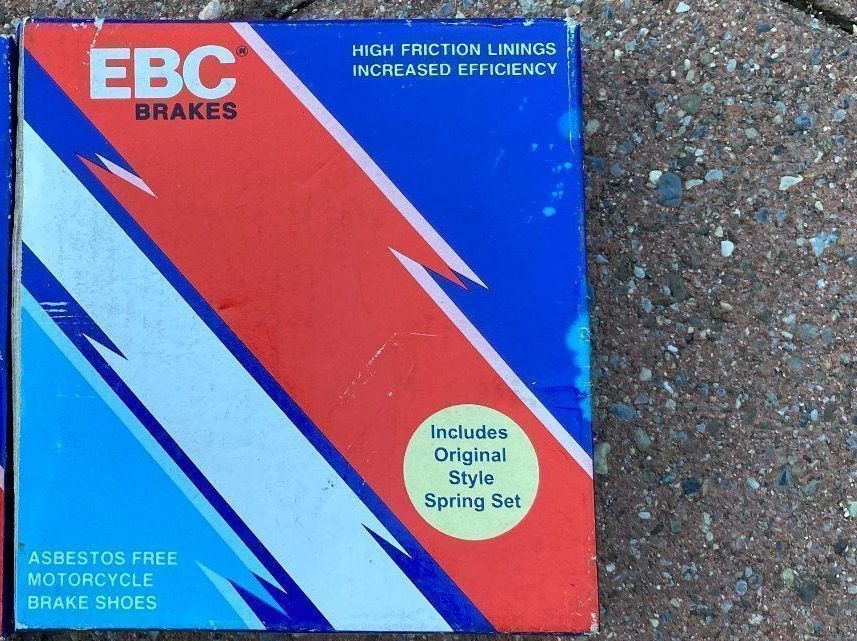 EBC®
BRAKES
HIGH FRICTION LININGS
INCREASED EFFICIENCY
Includes
Original
Style
Spring Set
ASBESTOS FREE
MOTORCYCLE
BRAKE SHOES